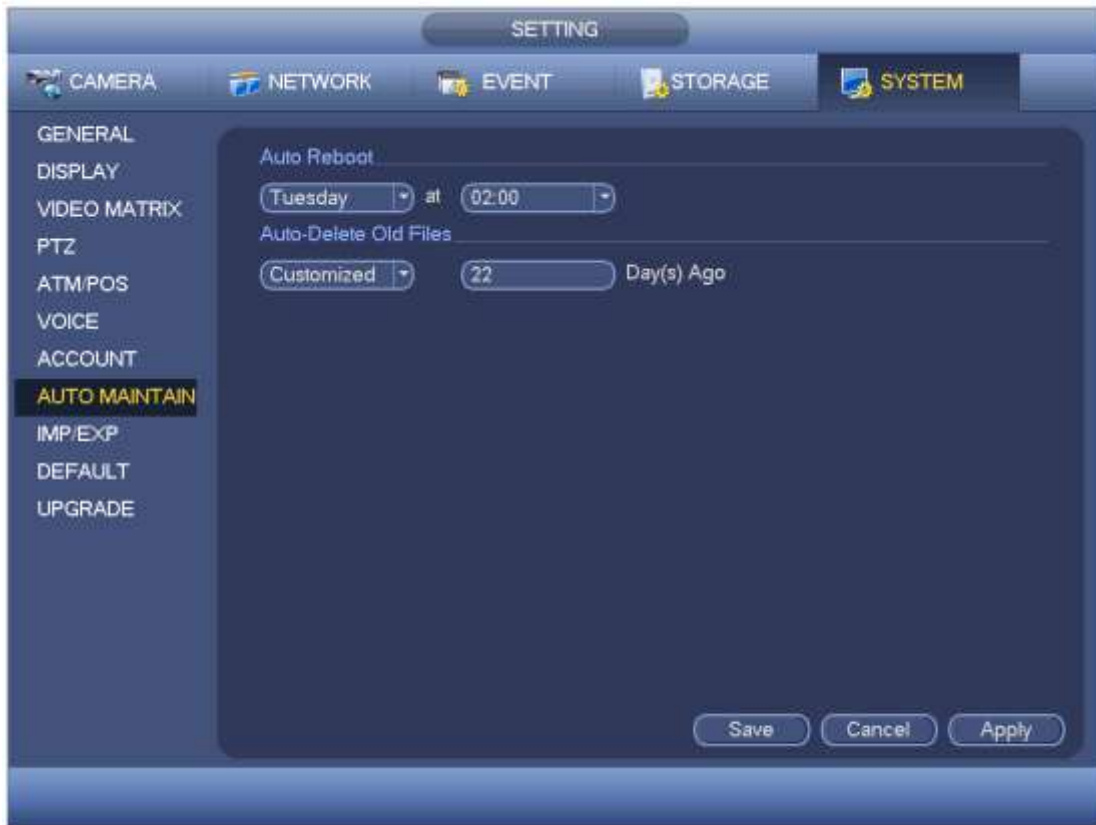 SETTING
CAMERA NETWORK EVENT STORAGE SYSTEM
GENERAL
DISPLAY
VIDEO MATRIX
PTZ
ATM/POS
VOICE
ACCOUNT
AUTO MAINTAIN
IMP/EXP
DEFAULT
UPGRADE
Auto Reboot
Tuesday at 02:00
Auto-Delete Old Files
Customized 22 Day(s) Ago
Save Cancel Apply